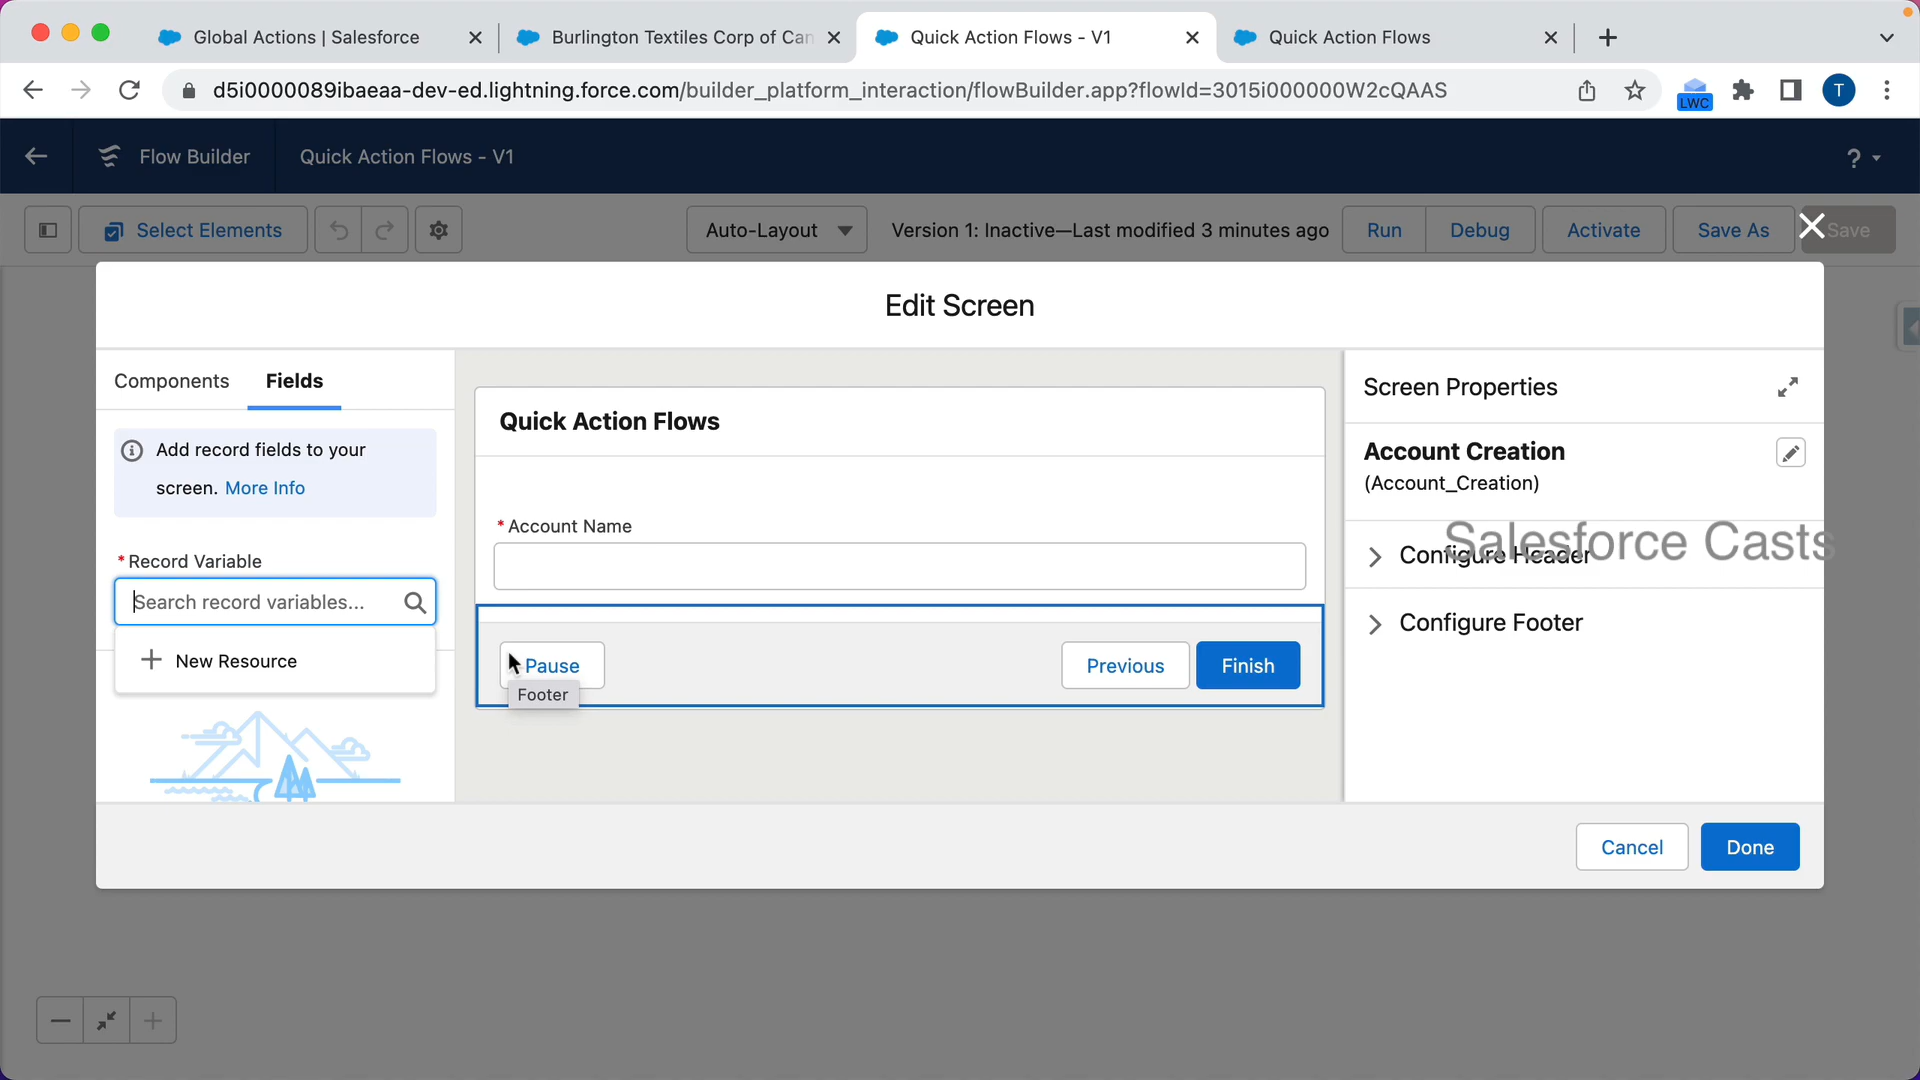 Global Actions | Salesforce
Burlington Textiles Corp of Can
Quick Action Flows - V1
Quick Action Flows
d5i0000089ibaeaa-dev-ed.lightning.force.com/builder_platform_interaction/flowBuilder.app?flowId=3015i000000W2cQAAS
LWC
T
Flow Builder
Quick Action Flows - V1
?
Select Elements
Auto-Layout
Version 1: Inactive—Last modified 3 minutes ago
Run
Debug
Activate
Save As
Save
Edit Screen
Components
Fields
Add record fields to your
screen. More Info
* Record Variable
Search record variables...
New Resource
Quick Action Flows
* Account Name
Pause
Footer
Previous
Finish
Screen Properties
Account Creation
(Account_Creation)
Salesforce Casts
Configure Header
Configure Footer
Cancel
Done